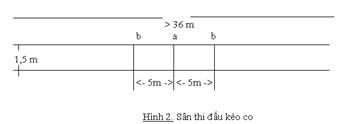 > 36 m
b a b
1,5 m
<- 5m -> <- 5m ->
Hình 2. Sân thi đấu kéo co